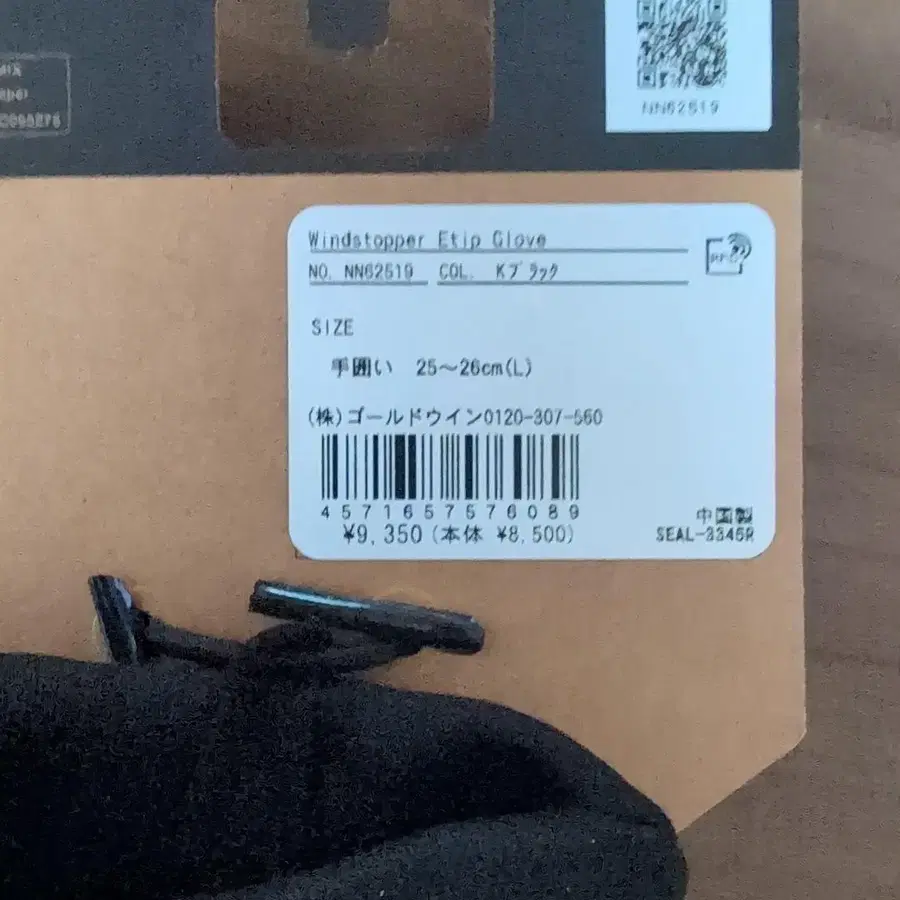 MIX
NN62519
Windstopper Etip Glove
NO. NN62519 COL. Kブラック
SIZE
手囲い 25～26cm(L)
(株)ゴールドウイン0120-307-560
4571657576089
¥9,350(本体 ¥8,500)
中国製
SEAL-3345R